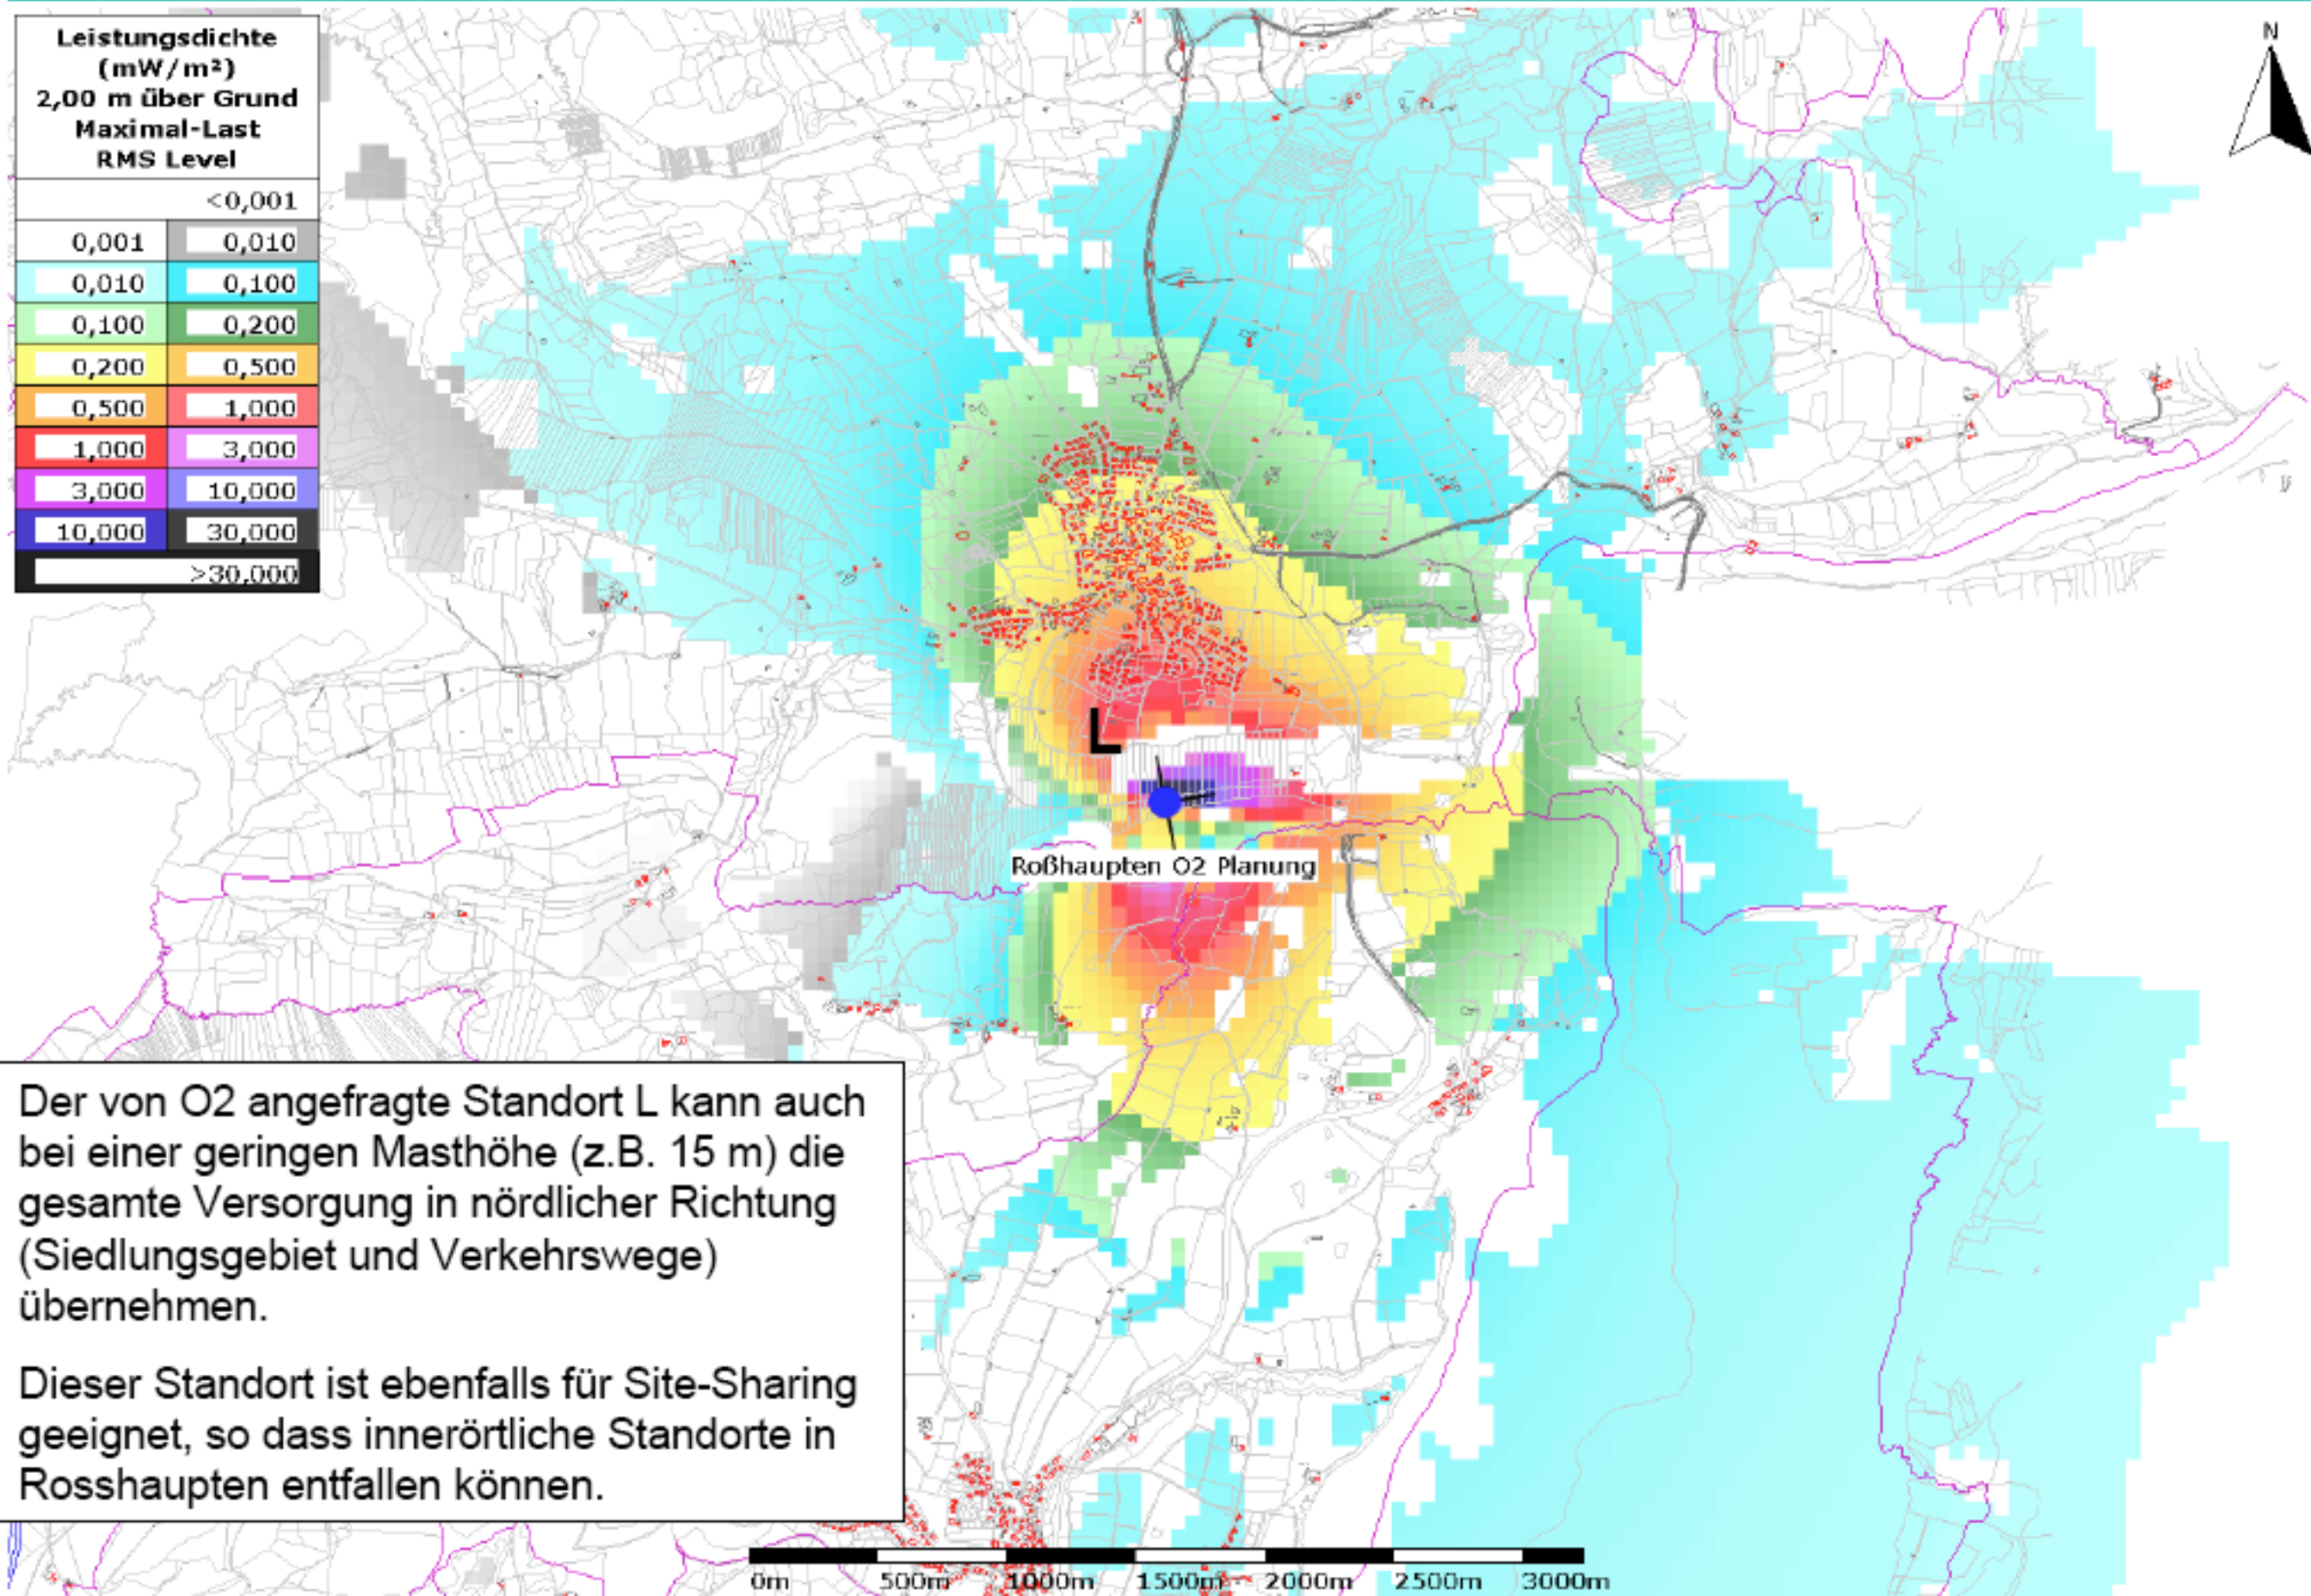 Leistungsdichte
(mW/m²)
2,00 m über Grund
Maximal-Last
RMS Level
<0,001
0,001 0,010
0,010 0,100
0,100 0,200
0,200 0,500
0,500 1,000
1,000 3,000
3,000 10,000
10,000 30,000
>30,000
N
L
Roßhaupten O2 Planung
Der von O2 angefragte Standort L kann auch
bei einer geringen Masthöhe (z.B. 15 m) die
gesamte Versorgung in nördlicher Richtung
(Siedlungsgebiet und Verkehrswege)
übernehmen.
Dieser Standort ist ebenfalls für Site-Sharing
geeignet, so dass innerörtliche Standorte in
Rosshaupten entfallen können.
0m 500m 1000m 1500m 2000m 2500m 3000m